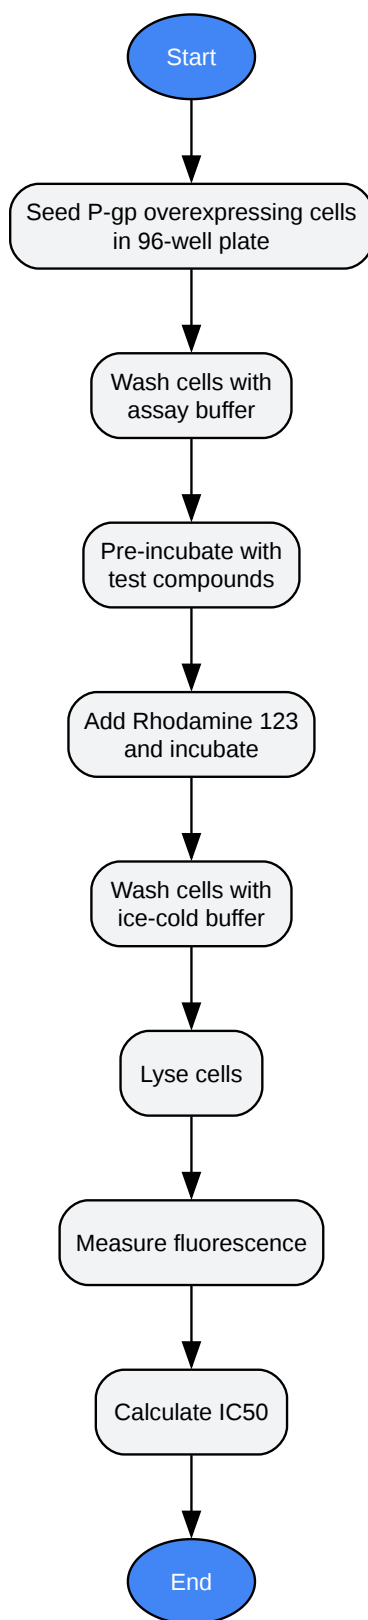 Start
Seed P-gp overexpressing cells
in 96-well plate
Wash cells with
assay buffer
Pre-incubate with
test compounds
Add Rhodamine 123
and incubate
Wash cells with
ice-cold buffer
Lyse cells
Measure fluorescence
Calculate IC50
End